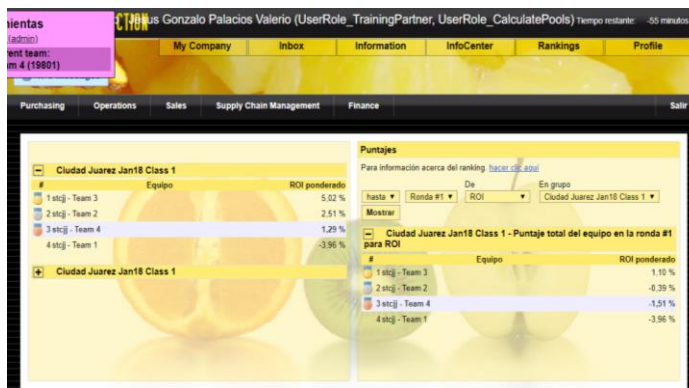 nientas
(admin)
rent team:
m 4 (19801)
CTION
Jesus Gonzalo Palacios Valerio (UserRole_TrainingPartner, UserRole_CalculatePools) Tiempo restante: -55 minutos
My Company Inbox Information InfoCenter Rankings Profile
Purchasing Operations Sales Supply Chain Management Finance Salir
Ciudad Juarez Jan18 Class 1
# Equipo ROI ponderado
1 stcjj - Team 3 5,02 %
2 stcjj - Team 2 2,51 %
3 stcjj - Team 4 1,29 %
4 stcjj - Team 1 -3,96 %
Ciudad Juarez Jan18 Class 1
Puntajes
Para información acerca del ranking: hacer clic aquí
De En grupo
hasta Ronda #1 ROI Ciudad Juarez Jan18 Class 1
Mostrar
Ciudad Juarez Jan18 Class 1 - Puntaje total del equipo en la ronda #1
para ROI
# Equipo ROI ponderado
1 stcjj - Team 3 1,10 %
2 stcjj - Team 2 -0,39 %
3 stcjj - Team 4 -1,51 %
4 stcjj - Team 1 -3,96 %